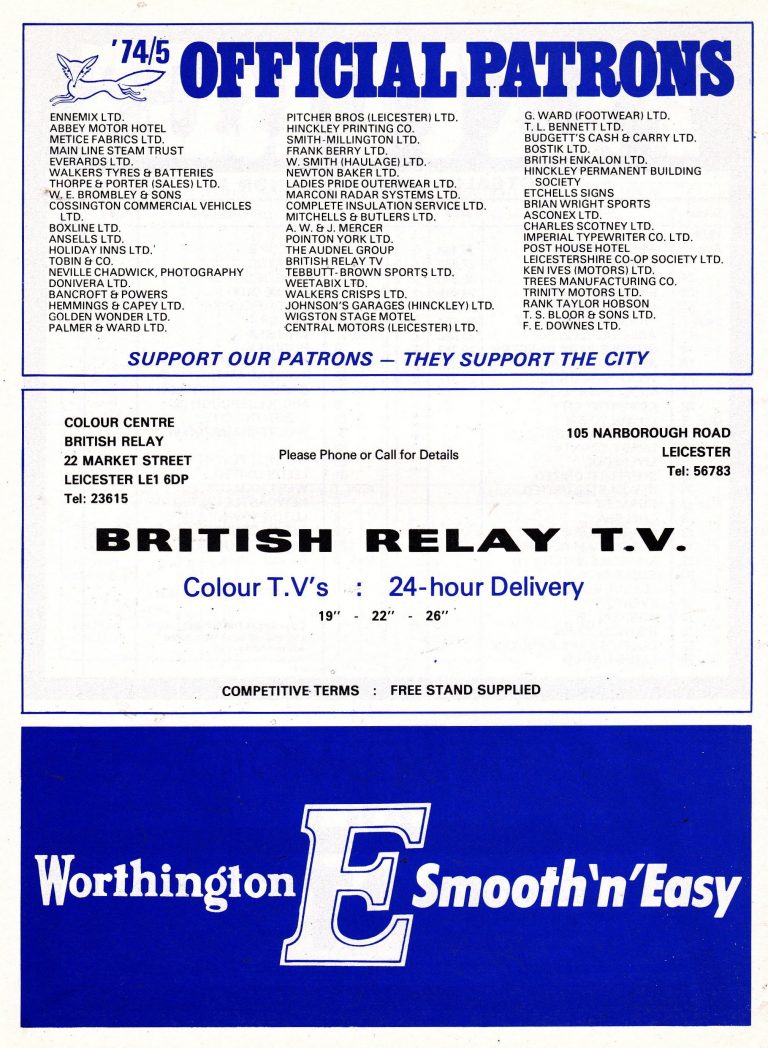 '74/5 OFFICIAL PATRONS
ENNEMIX LTD.
ABBEY MOTOR HOTEL
METICE FABRICS LTD.
MAIN LINE STEAM TRUST
EVERARDS LTD.
WALKERS TYRES & BATTERIES
THORPE & PORTER (SALES) LTD.
W. E. BROMBLEY & SONS
COSSINGTON COMMERCIAL VEHICLES
LTD.
BOXLINE LTD.
ANSELLS LTD.
HOLIDAY INNS LTD.
TOBIN & CO.
NEVILLE CHADWICK, PHOTOGRAPHY
DONIVERA LTD.
BANCROFT & POWERS
HEMMINGS & CAPEY LTD.
GOLDEN WONDER LTD.
PALMER & WARD LTD.
PITCHER BROS (LEICESTER) LTD.
HINCKLEY PRINTING CO.
SMITH-MILLINGTON LTD.
FRANK BERRY LTD.
W. SMITH (HAULAGE) LTD.
NEWTON BAKER LTD.
LADIES PRIDE OUTERWEAR LTD.
MARCONI RADAR SYSTEMS LTD.
COMPLETE INSULATION SERVICE LTD.
MITCHELLS & BUTLERS LTD.
A. W. & J. MERCER
POINTON YORK LTD.
THE AUDNEL GROUP
BRITISH RELAY TV
TEBBUTT-BROWN SPORTS LTD.
WEETABIX LTD.
WALKERS CRISPS LTD.
JOHNSON'S GARAGES (HINCKLEY) LTD.
WIGSTON STAGE MOTEL
CENTRAL MOTORS (LEICESTER) LTD.
G. WARD (FOOTWEAR) LTD.
T. L. BENNETT LTD.
BUDGETT'S CASH & CARRY LTD.
BOSTIK LTD.
BRITISH ENKALON LTD.
HINCKLEY PERMANENT BUILDING
SOCIETY
ETCHELLS SIGNS
BRIAN WRIGHT SPORTS
ASCONEX LTD.
CHARLES SCOTNEY LTD.
IMPERIAL TYPEWRITER CO. LTD.
POST HOUSE HOTEL
LEICESTERSHIRE CO-OP SOCIETY LTD.
KEN IVES (MOTORS) LTD.
TREES MANUFACTURING CO.
TRINITY MOTORS LTD.
RANK TAYLOR HOBSON
T. S. BLOOR & SONS LTD.
F. E. DOWNES LTD.
SUPPORT OUR PATRONS — THEY SUPPORT THE CITY
COLOUR CENTRE
BRITISH RELAY
22 MARKET STREET
LEICESTER LE1 6DP
Tel: 23615
Please Phone or Call for Details
105 NARBOROUGH ROAD
LEICESTER
Tel: 56783
BRITISH RELAY T.V.
Colour T.V's : 24-hour Delivery
19" - 22" - 26"
COMPETITIVE TERMS : FREE STAND SUPPLIED
Worthington E Smooth'n'Easy